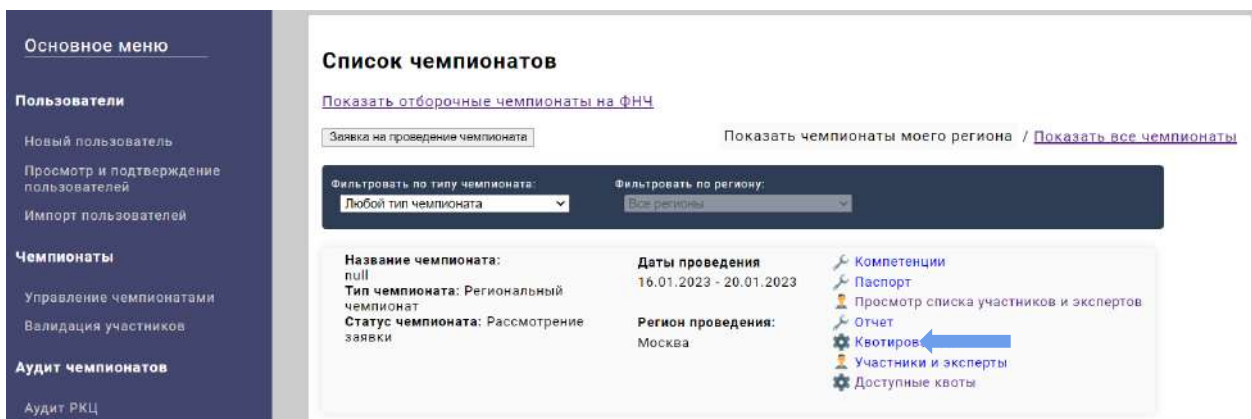 Основное меню
Пользователи
Новый пользователь
Просмотр и подтверждение
пользователей
Импорт пользователей
Чемпионаты
Управление чемпионатами
Валидация участников
Аудит чемпионатов
Аудит РКЦ
Список чемпионатов
Показать отборочные чемпионаты на ФНЧ
Заявка на проведение чемпионата
Показать чемпионаты моего региона / Показать все чемпионаты
Фильтровать по типу чемпионата:
Любой тип чемпионата
Фильтровать по региону:
Все регионы
Название чемпионата:
null
Тип чемпионата: Региональный
чемпионат
Статус чемпионата: Рассмотрение
заявки
Даты проведения
16.01.2023 - 20.01.2023
Регион проведения:
Москва
Компетенции
Паспорт
Просмотр списка участников и экспертов
Отчет
Участники и эксперты
Доступные квоты